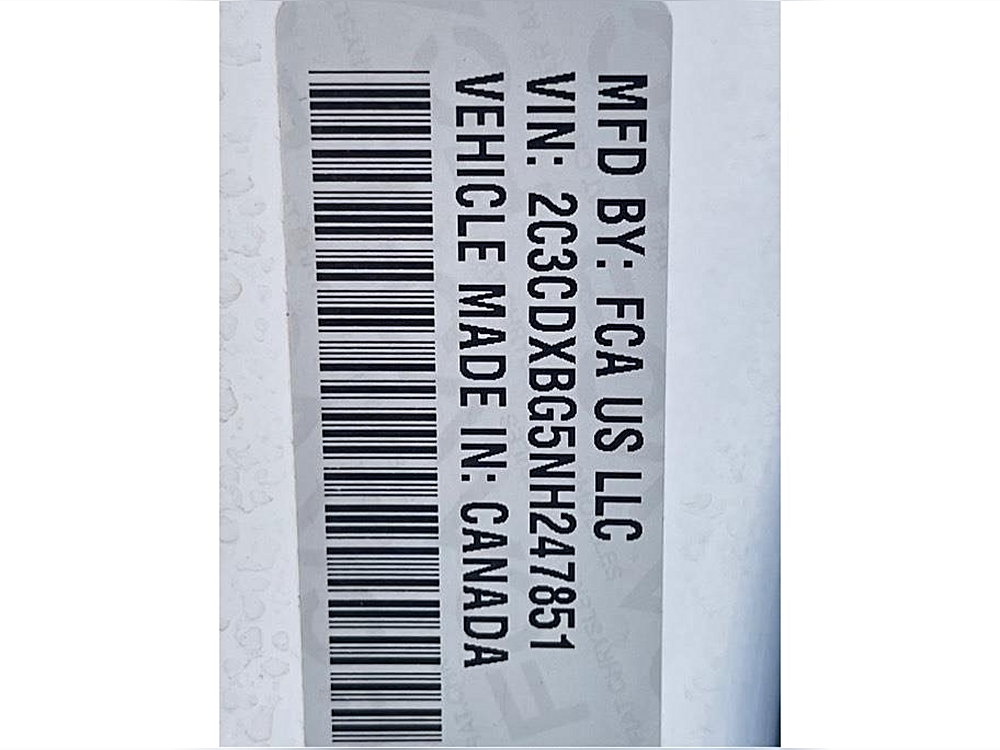 MFD BY: FCA US LLC
VIN: 2C3CDXBG5NH247851
VEHICLE MADE IN: CANADA